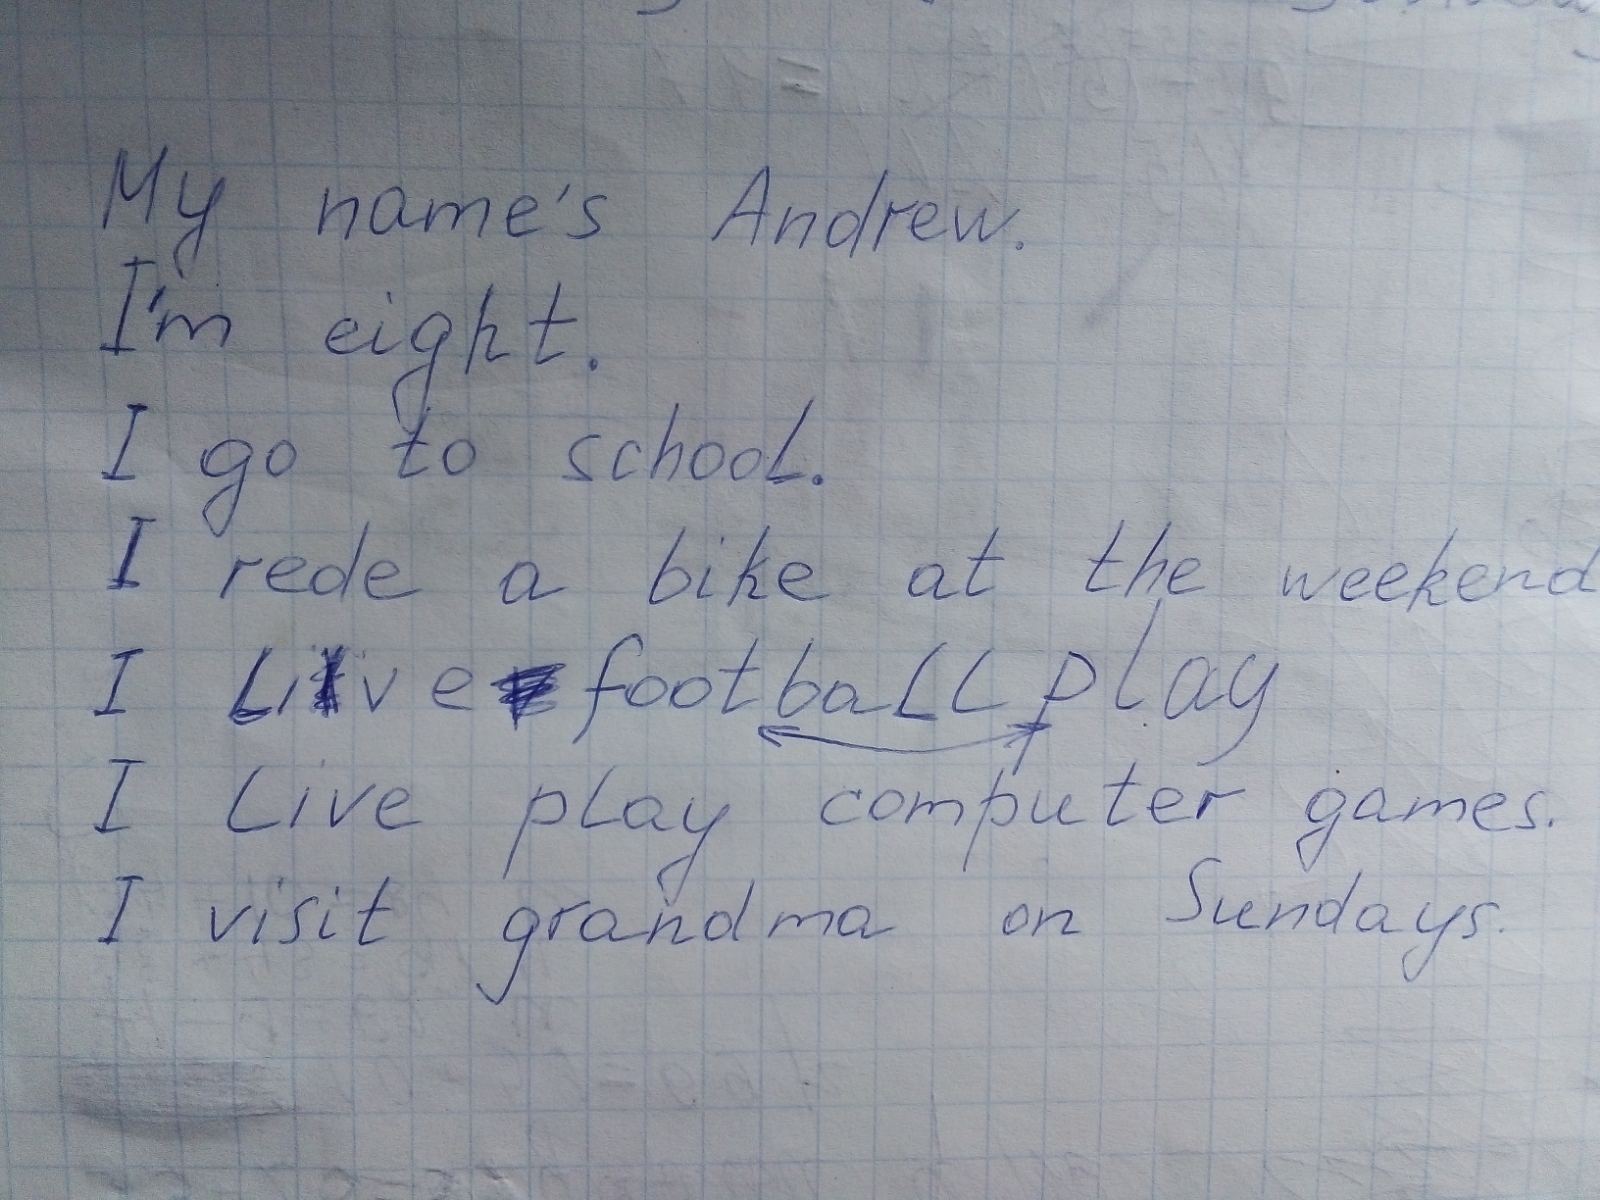 My name's Andrew.
I'm eight.
I go to school.
I rede a bike at the weekend
I Live football play
I Live play computer games.
I visit grandma on Sundays.